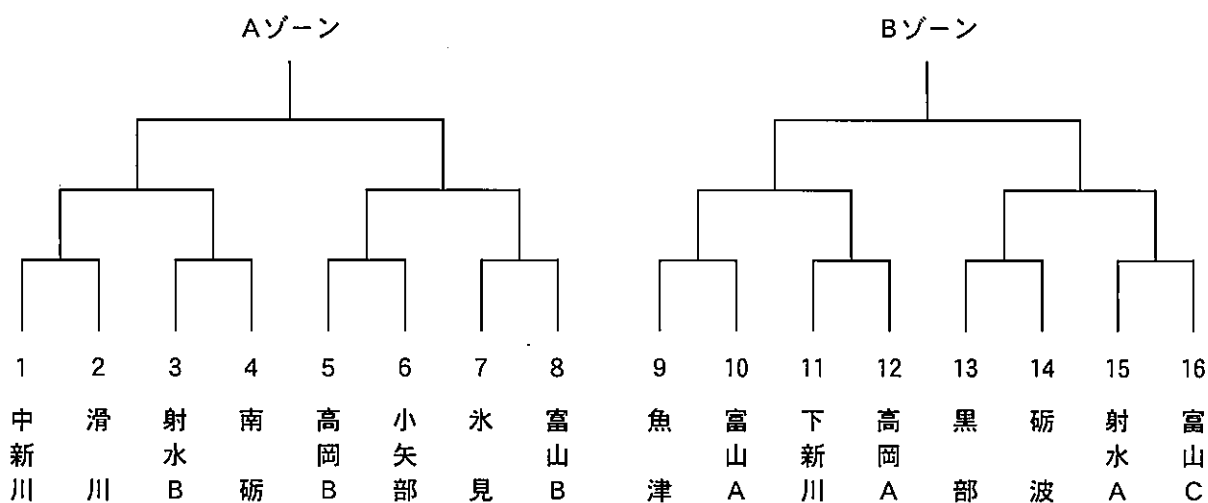 Aゾーン
Bゾーン
1 2 3 4 5 6 7 8 9 10 11 12 13 14 15 16
中新川
滑川
射水B
南砺
高岡B
小矢部
氷見
富山B
魚津
富山A
下新川
高岡A
黒部
砺波
射水A
富山C